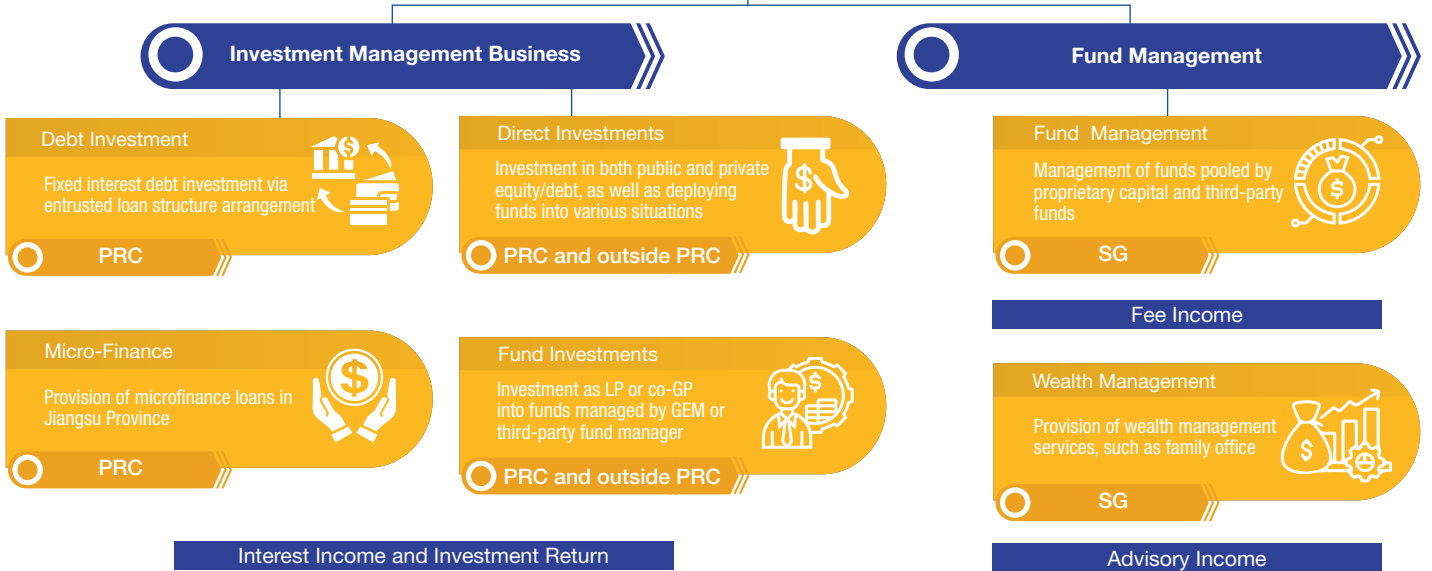 Investment Management Business
Debt Investment
Fixed interest debt investment via
entrusted loan structure arrangement
PRC
Direct Investments
Investment in both public and private
equity/debt, as well as deploying
funds into various situations
PRC and outside PRC
Micro-Finance
Provision of microfinance loans in
Jiangsu Province
PRC
Fund Investments
Investment as LP or co-GP
into funds managed by GEM or
third-party fund manager
PRC and outside PRC
Interest Income and Investment Return
Fund Management
Fund Management
Management of funds pooled by
proprietary capital and third-party
funds
SG
Fee Income
Wealth Management
Provision of wealth management
services, such as family office
SG
Advisory Income